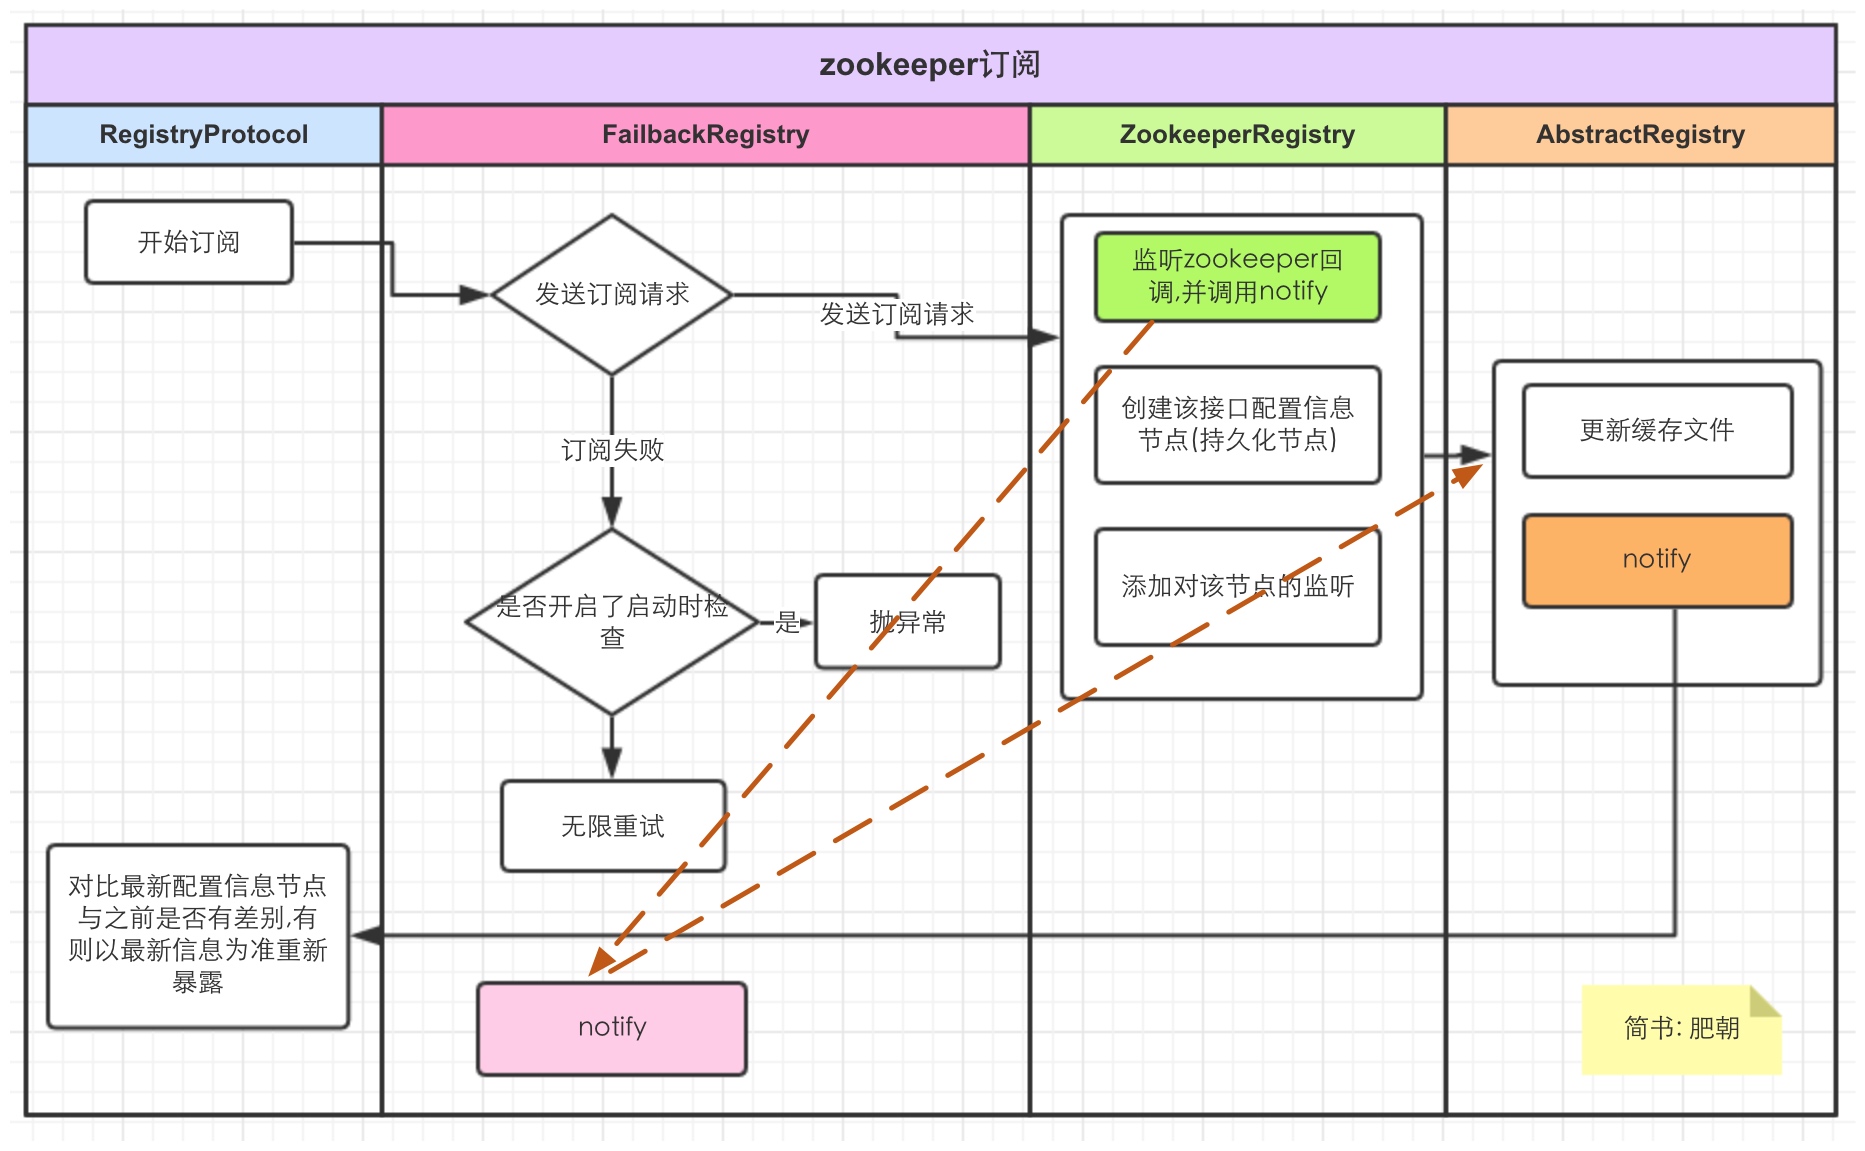 zookeeper订阅
RegistryProtocol
FailbackRegistry
ZookeeperRegistry
AbstractRegistry
开始订阅
发送订阅请求
发送订阅请求
监听zookeeper回
调,并调用notify
订阅失败
创建该接口配置信息
节点(持久化节点)
更新缓存文件
notify
是否开启了启动时检
查
是
抛异常
添加对该节点的监听
无限重试
对比最新配置信息节点
与之前是否有差别,有
则以最新信息为准重新
暴露
notify
简书: 肥朝